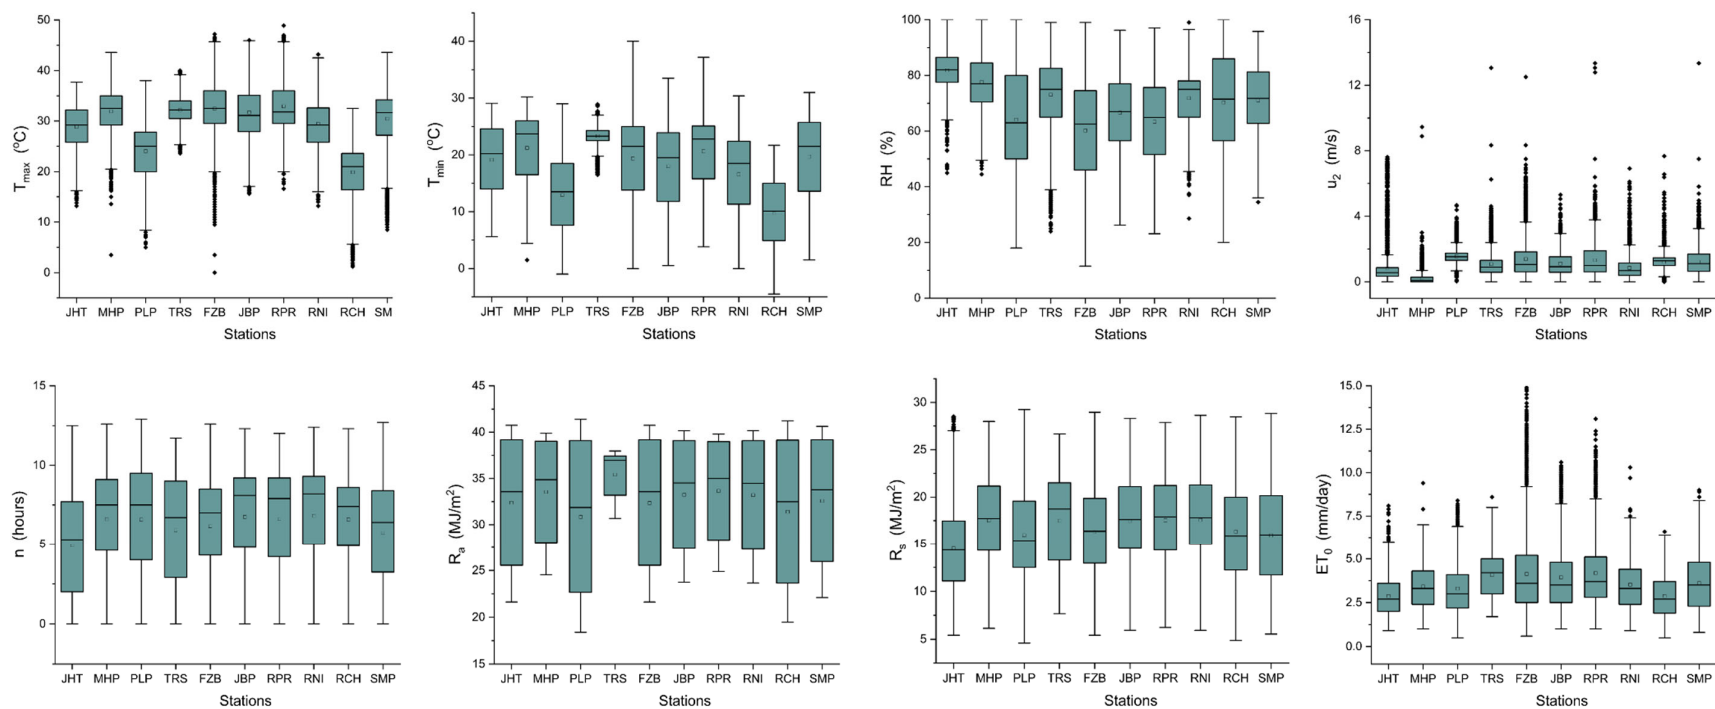 T_max (°C)
50
40
30
20
10
0
JHT MHP PLP TRS FZB JBP RPR RNI RCH SM
Stations
T_min (°C)
40
30
20
10
0
JHT MHP PLP TRS FZB JBP RPR RNI RCH SMP
Stations
RH (%)
100
80
60
40
20
0
JHT MHP PLP TRS FZB JBP RPR RNI RCH SMP
Stations
u_2 (m/s)
16
12
8
4
0
JHT MHP PLP TRS FZB JBP RPR RNI RCH SMP
Stations
n (hours)
15
10
5
0
JHT MHP PLP TRS FZB JBP RPR RNI RCH SMP
Stations
R_a (MJ/m²)
45
40
35
30
25
20
15
JHT MHP PLP TRS FZB JBP RPR RNI RCH SMP
Stations
R_s (MJ/m²)
30
25
20
15
10
5
JHT MHP PLP TRS FZB JBP RPR RNI RCH SMP
Stations
ET_0 (mm/day)
15.0
12.5
10.0
7.5
5.0
2.5
0.0
JHT MHP PLP TRS FZB JBP RPR RNI RCH SMP
Stations